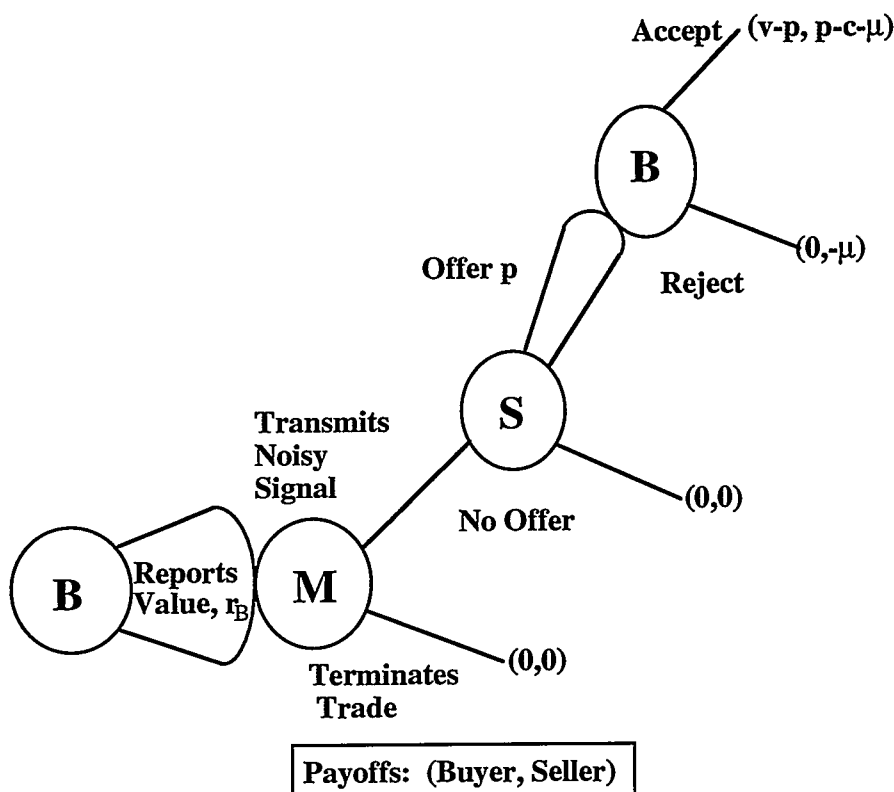 Accept (v-p, p-c-μ)
B
(0,-μ)
Offer p
Reject
S
Transmits
Noisy
Signal
(0,0)
No Offer
B
Reports
Value, r_B
M
(0,0)
Terminates
Trade
Payoffs: (Buyer, Seller)